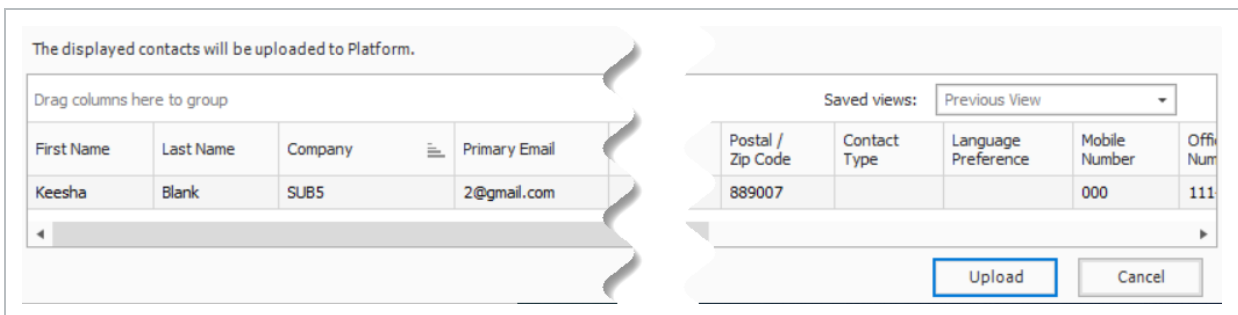 The displayed contacts will be uploaded to Platform.
Drag columns here to group
Saved views: Previous View
First Name Last Name Company Primary Email Postal / Zip Code Contact Type Language Preference Mobile Number
Keesha Blank SUB5 2@gmail.com 889007 000 111
Upload Cancel